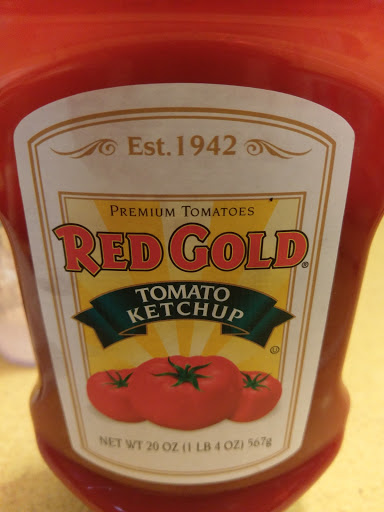 Est. 1942
PREMIUM TOMATOES
RED GOLD®
TOMATO
KETCHUP
NET WT 20 OZ (1 LB 4 OZ) 567g